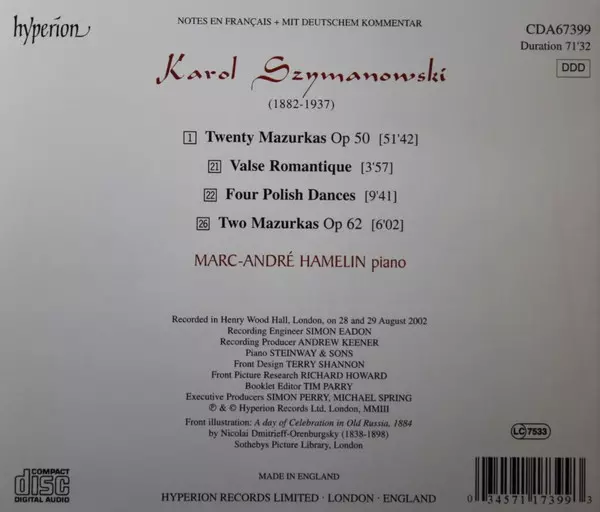 NOTES EN FRANÇAIS + MIT DEUTSCHEM KOMMENTAR
hyperion
CDA67399
Duration 71'32
DDD
Karol Szymanowski
(1882-1937)
1 Twenty Mazurkas Op 50 [51'42]
21 Valse Romantique [3'57]
22 Four Polish Dances [9'41]
26 Two Mazurkas Op 62 [6'02]
MARC-ANDRÉ HAMELIN piano
Recorded in Henry Wood Hall, London, on 28 and 29 August 2002
Recording Engineer SIMON EADON
Recording Producer ANDREW KEENER
Piano STEINWAY & SONS
Front Design TERRY SHANNON
Front Picture Research RICHARD HOWARD
Booklet Editor TIM PARRY
Executive Producers SIMON PERRY, MICHAEL SPRING
℗ & © Hyperion Records Ltd, London, MMIII
Front illustration: A day of Celebration in Old Russia, 1884
by Nicolai Dmitrieff-Orenburgsky (1838-1898)
Sothebys Picture Library, London
LC 7533
COMPACT
disc
DIGITAL AUDIO
MADE IN ENGLAND
HYPERION RECORDS LIMITED · LONDON · ENGLAND
0 34571 17399 3